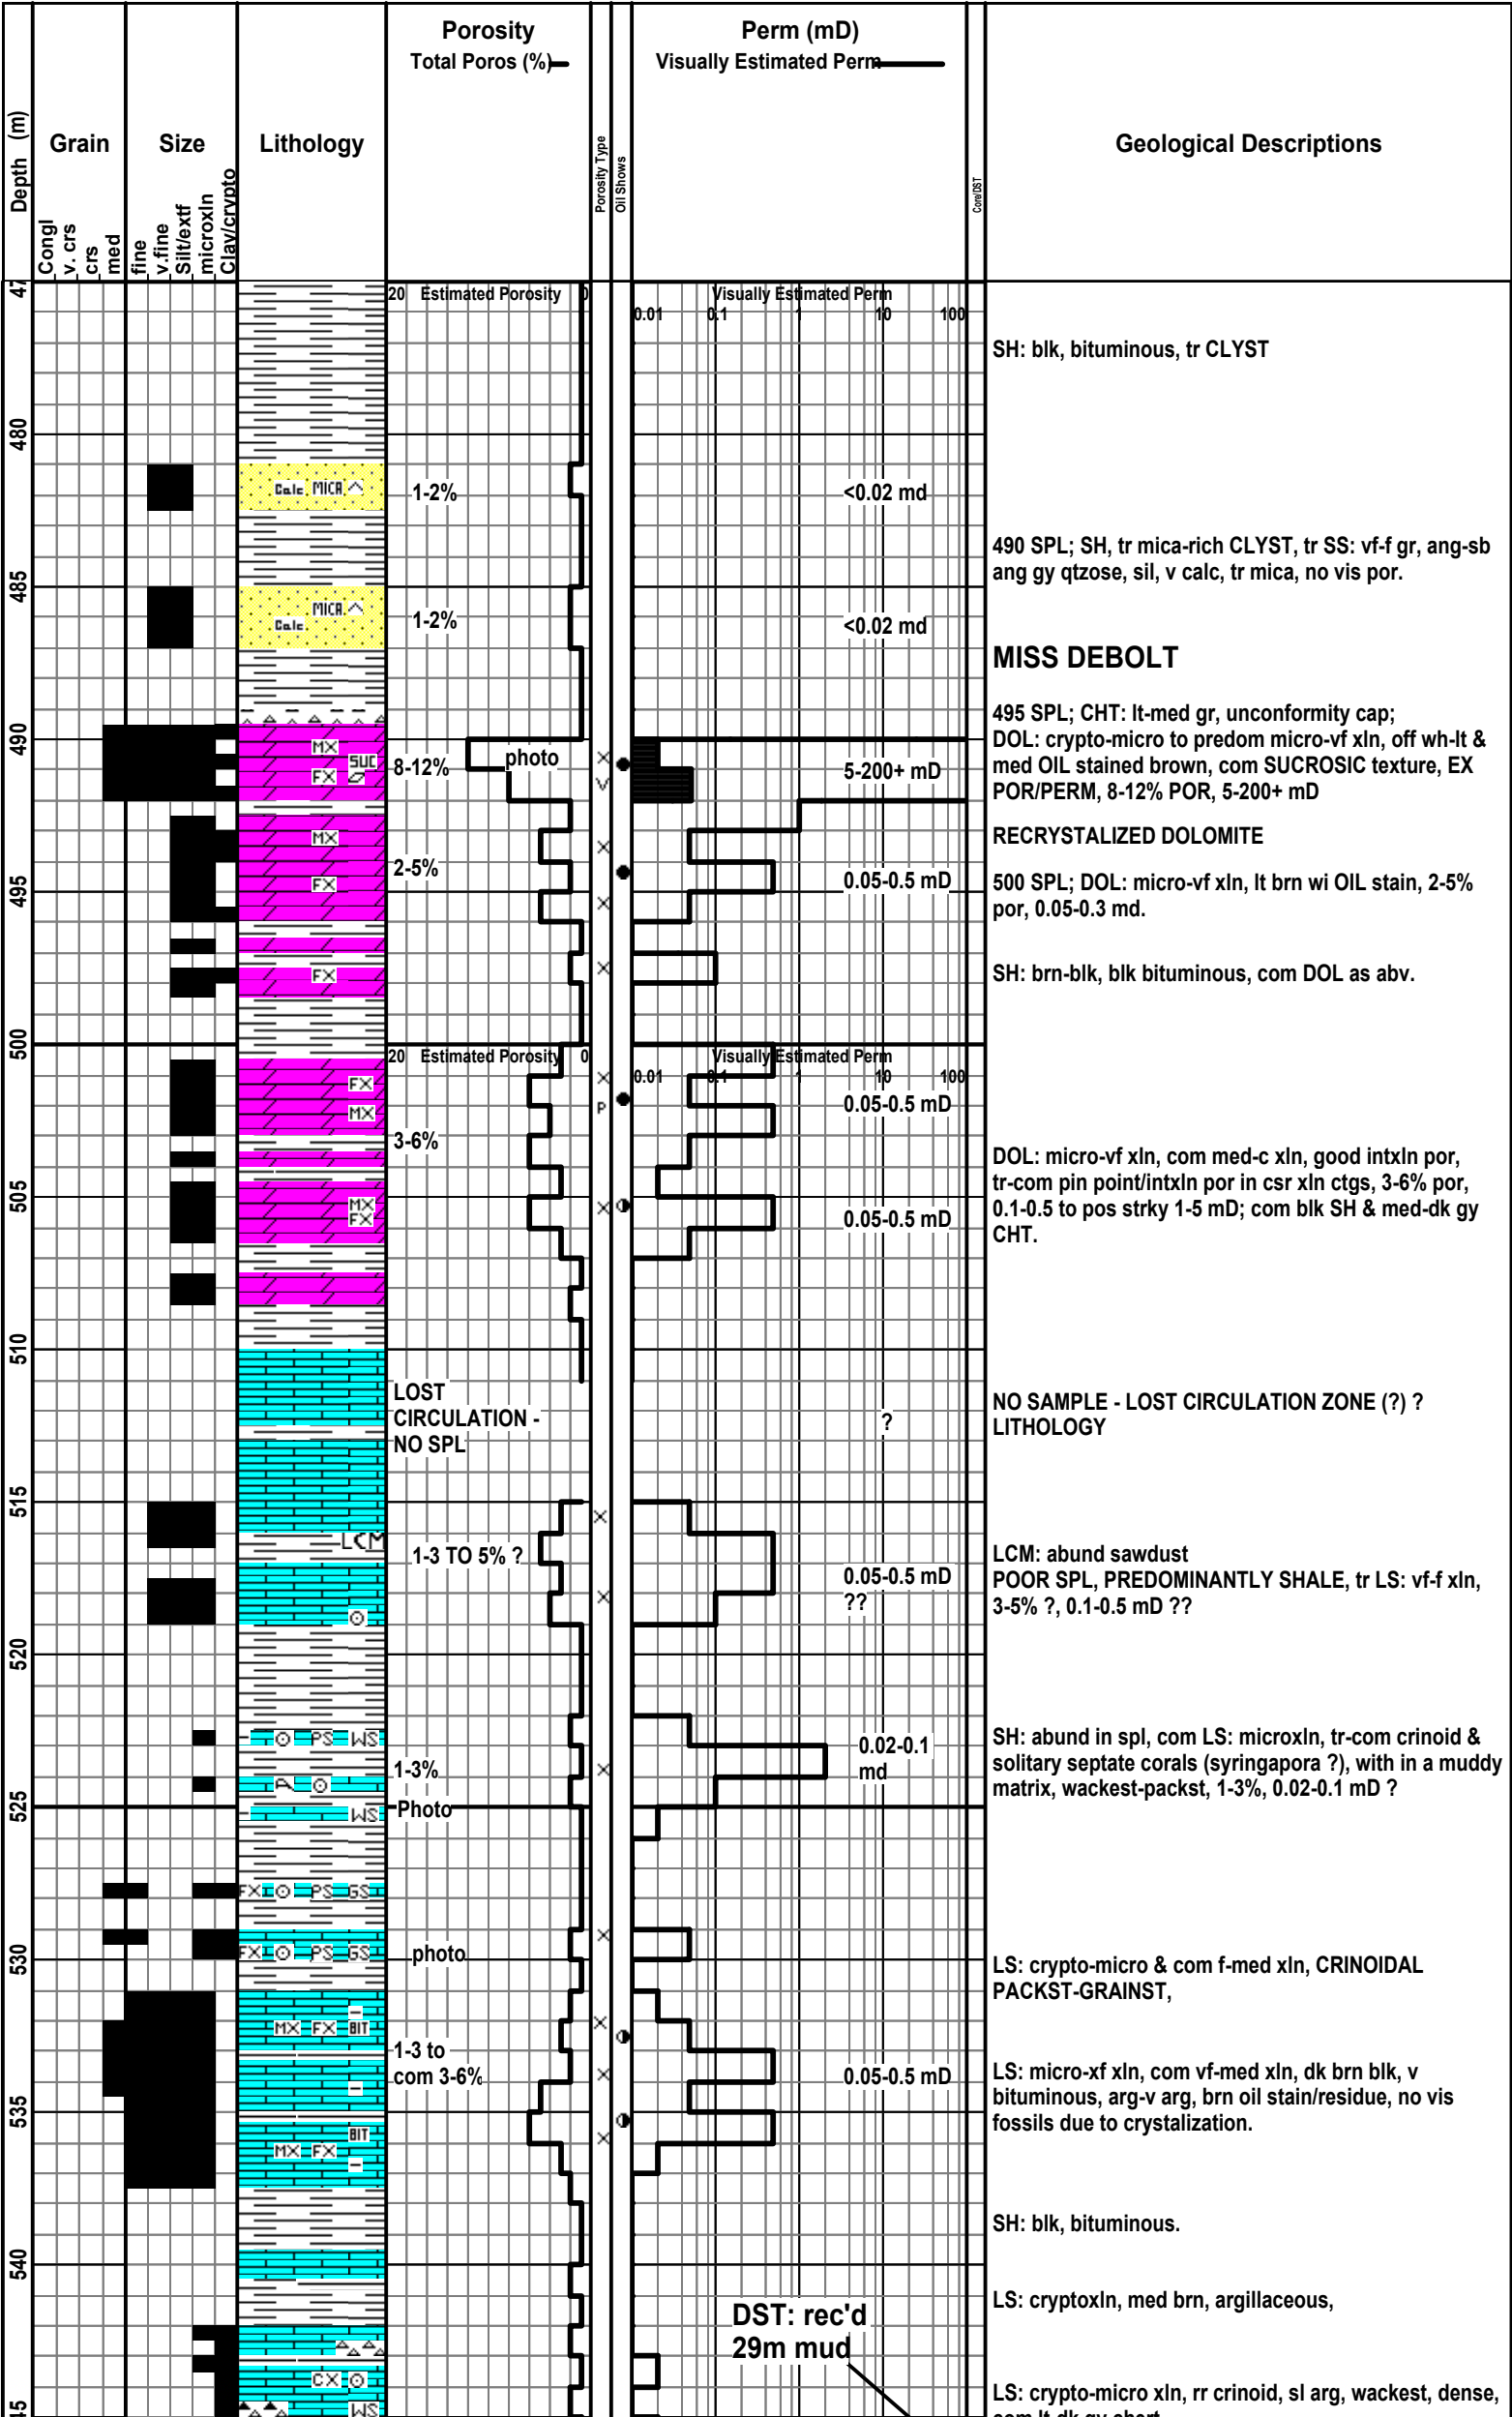 Porosity
Total Poros (%)
Perm (mD)
Visually Estimated Perm
Depth (m)
Grain Size
Lithology
Porosity Type
Oil Shows
Core/DST
Geological Descriptions
Congl
v. crs
crs
med
fine
v.fine
Silt/extf
microxln
Clay/crypto
47
20 Estimated Porosity 0
Visually Estimated Perm
0.01 0.1 1 10 100
SH: blk, bituminous, tr CLYST
480
Calc MICA
1-2%
<0.02 md
490 SPL; SH, tr mica-rich CLYST, tr SS: vf-f gr, ang-sb
ang gy qtzose, sil, v calc, tr mica, no vis por.
485
MICA
Calc
1-2%
<0.02 md
MISS DEBOLT
495 SPL; CHT: lt-med gr, unconformity cap;
DOL: crypto-micro to predom micro-vf xln, off wh-lt &
med OIL stained brown, com SUCROSIC texture, EX
POR/PERM, 8-12% POR, 5-200+ mD
490
MX
SUC
FX
8-12%
photo
X
V
5-200+ mD
RECRYSTALIZED DOLOMITE
MX
X
2-5%
FX
0.05-0.5 mD
495
X
500 SPL; DOL: micro-vf xln, lt brn wi OIL stain, 2-5%
por, 0.05-0.3 md.
FX
X
SH: brn-blk, blk bituminous, com DOL as abv.
500
20 Estimated Porosity 0
Visually Estimated Perm
0.01 0.1 1 10 100
FX
X
MX
P
0.05-0.5 mD
3-6%
DOL: micro-vf xln, com med-c xln, good intxln por,
tr-com pin point/intxln por in csr xln ctgs, 3-6% por,
0.1-0.5 to pos strky 1-5 mD; com blk SH & med-dk gy
CHT.
505
MX
FX
X
0.05-0.5 mD
510
LOST
CIRCULATION -
NO SPL
?
NO SAMPLE - LOST CIRCULATION ZONE (?) ?
LITHOLOGY
515
X
LCM
1-3 TO 5% ?
0.05-0.5 mD
??
X
LCM: abund sawdust
POOR SPL, PREDOMINANTLY SHALE, tr LS: vf-f xln,
3-5% ?, 0.1-0.5 mD ??
520
PS WS
1-3%
X
0.02-0.1
md
SH: abund in spl, com LS: microxln, tr-com crinoid &
solitary septate corals (syringapora ?), with in a muddy
matrix, wackest-packst, 1-3%, 0.02-0.1 mD ?
525
WS
Photo
FX PS GS
X
FX PS GS
photo
530
LS: crypto-micro & com f-med xln, CRINOIDAL
PACKST-GRAINST,
MX FX BIT
X
1-3 to
com 3-6%
X
0.05-0.5 mD
LS: micro-xf xln, com vf-med xln, dk brn blk, v
bituminous, arg-v arg, brn oil stain/residue, no vis
fossils due to crystalization.
535
BIT
MX FX
X
SH: blk, bituminous.
540
LS: cryptoxln, med brn, argillaceous,
DST: rec'd
29m mud
CX
WS
LS: crypto-micro xln, rr crinoid, sl arg, wackest, dense,